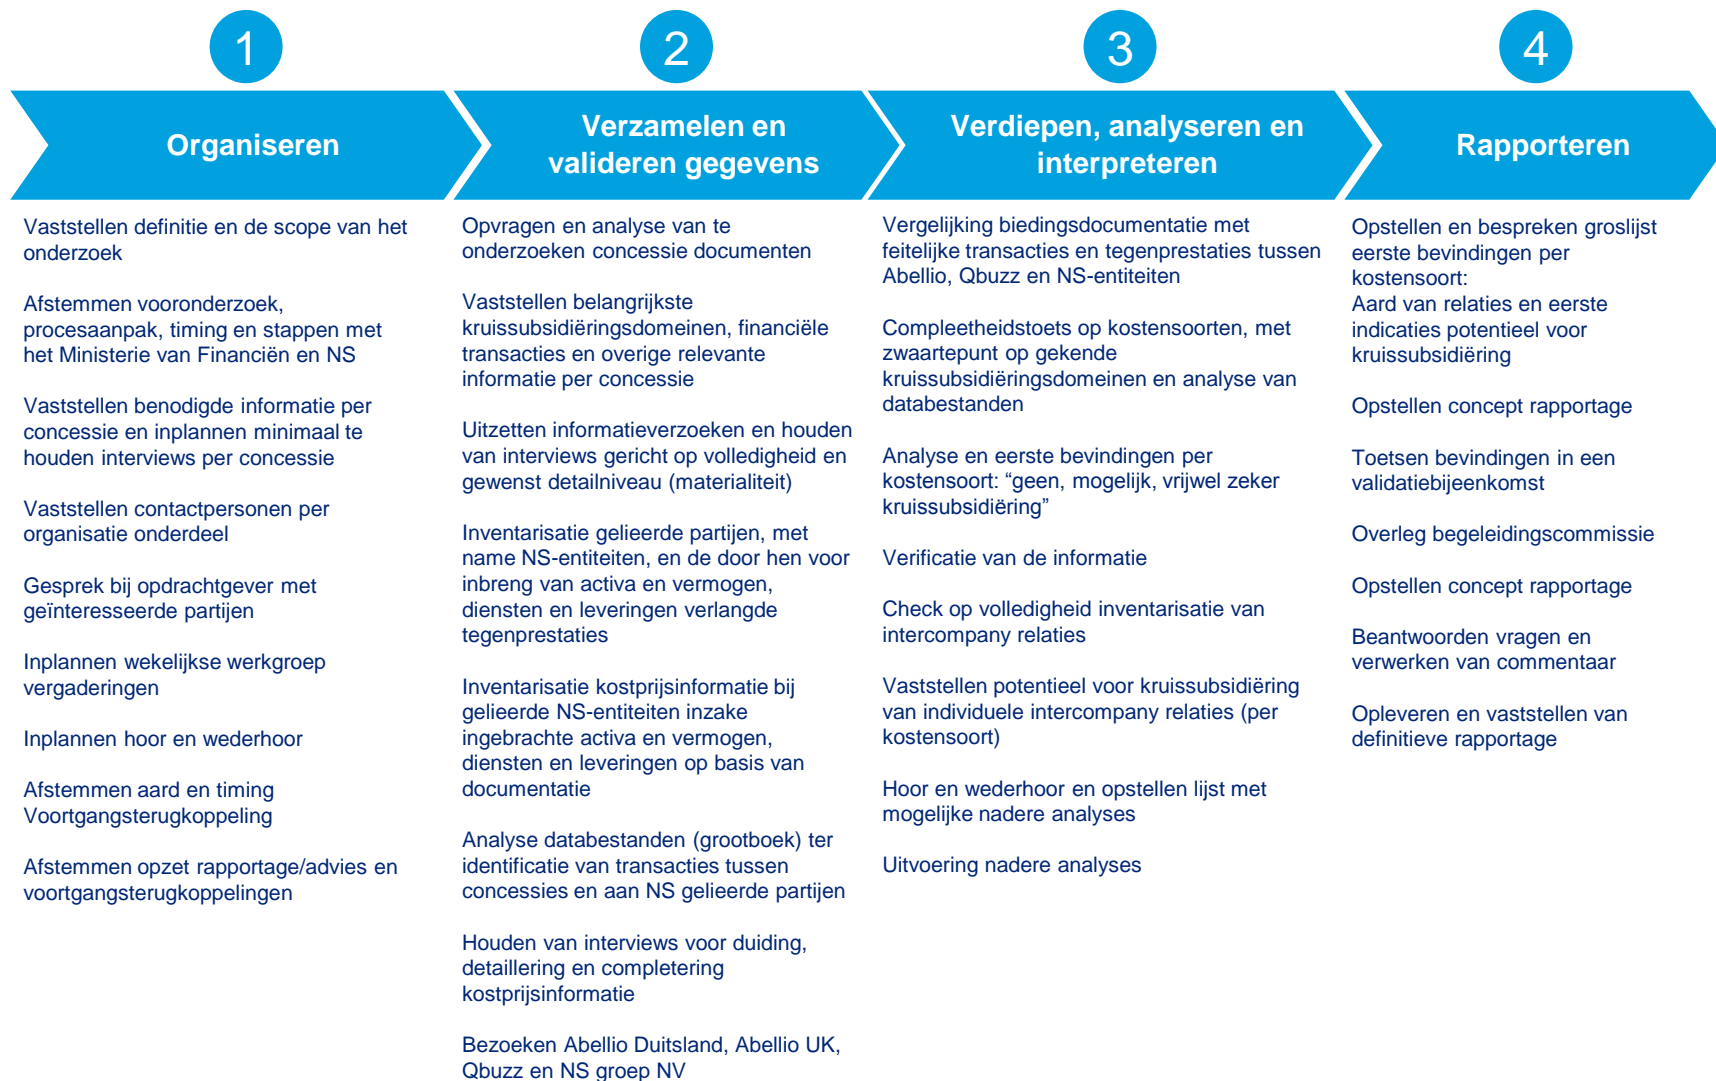 1
Organiseren
Vaststellen definitie en de scope van het
onderzoek
Afstemmen vooronderzoek,
procesaanpak, timing en stappen met
het Ministerie van Financiën en NS
Vaststellen benodigde informatie per
concessie en inplannen minimaal te
houden interviews per concessie
Vaststellen contactpersonen per
organisatie onderdeel
Gesprek bij opdrachtgever met
geïnteresseerde partijen
Inplannen wekelijkse werkgroep
vergaderingen
Inplannen hoor en wederhoor
Afstemmen aard en timing
Voortgangsterugkoppeling
Afstemmen opzet rapportage/advies en
voortgangsterugkoppelingen
2
Verzamelen en
valideren gegevens
Opvragen en analyse van te
onderzoeken concessie documenten
Vaststellen belangrijkste
kruissubsidiëringsdomeinen, financiële
transacties en overige relevante
informatie per concessie
Uitzetten informatieverzoeken en houden
van interviews gericht op volledigheid en
gewenst detailniveau (materialiteit)
Inventarisatie gelieerde partijen, met
name NS-entiteiten, en de door hen voor
inbreng van activa en vermogen,
diensten en leveringen verlangde
tegenprestaties
Inventarisatie kostprijsinformatie bij
gelieerde NS-entiteiten inzake
ingebrachte activa en vermogen,
diensten en leveringen op basis van
documentatie
Analyse databestanden (grootboek) ter
identificatie van transacties tussen
concessies en aan NS gelieerde partijen
Houden van interviews voor duiding,
detaillering en completering
kostprijsinformatie
Bezoeken Abellio Duitsland, Abellio UK,
Qbuzz en NS groep NV
3
Verdiepen, analyseren en
interpreteren
Vergelijking biedingsdocumentatie met
feitelijke transacties en tegenprestaties tussen
Abellio, Qbuzz en NS-entiteiten
Compleetheidstoets op kostensoorten, met
zwaartepunt op gekende
kruissubsidiëringsdomeinen en analyse van
databestanden
Analyse en eerste bevindingen per
kostensoort: “geen, mogelijk, vrijwel zeker
kruissubsidiëring”
Verificatie van de informatie
Check op volledigheid inventarisatie van
intercompany relaties
Vaststellen potentieel voor kruissubsidiëring
van individuele intercompany relaties (per
kostensoort)
Hoor en wederhoor en opstellen lijst met
mogelijke nadere analyses
Uitvoering nadere analyses
4
Rapporteren
Opstellen en bespreken groslijst
eerste bevindingen per
kostensoort:
Aard van relaties en eerste
indicaties potentieel voor
kruissubsidiëring
Opstellen concept rapportage
Toetsen bevindingen in een
validatiebijeenkomst
Overleg begeleidingscommissie
Opstellen concept rapportage
Beantwoorden vragen en
verwerken van commentaar
Opleveren en vaststellen van
definitieve rapportage